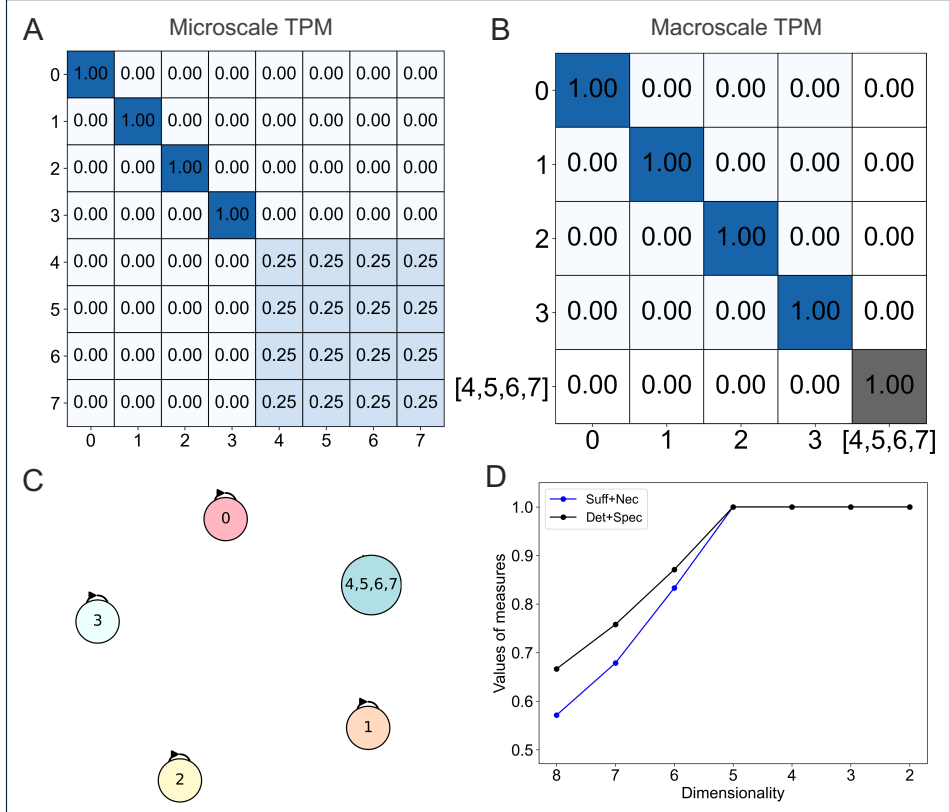 A
Microscale TPM
0 1.00 0.00 0.00 0.00 0.00 0.00 0.00 0.00
1 0.00 1.00 0.00 0.00 0.00 0.00 0.00 0.00
2 0.00 0.00 1.00 0.00 0.00 0.00 0.00 0.00
3 0.00 0.00 0.00 1.00 0.00 0.00 0.00 0.00
4 0.00 0.00 0.00 0.00 0.25 0.25 0.25 0.25
5 0.00 0.00 0.00 0.00 0.25 0.25 0.25 0.25
6 0.00 0.00 0.00 0.00 0.25 0.25 0.25 0.25
7 0.00 0.00 0.00 0.00 0.25 0.25 0.25 0.25
0 1 2 3 4 5 6 7
B
Macroscale TPM
0 1.00 0.00 0.00 0.00 0.00
1 0.00 1.00 0.00 0.00 0.00
2 0.00 0.00 1.00 0.00 0.00
3 0.00 0.00 0.00 1.00 0.00
[4,5,6,7] 0.00 0.00 0.00 0.00 1.00
0 1 2 3 [4,5,6,7]
C
0
4,5,6,7
3
1
2
D
Suff+Nec
Det+Spec
Values of measures
1.0
0.9
0.8
0.7
0.6
0.5
8 7 6 5 4 3 2
Dimensionality